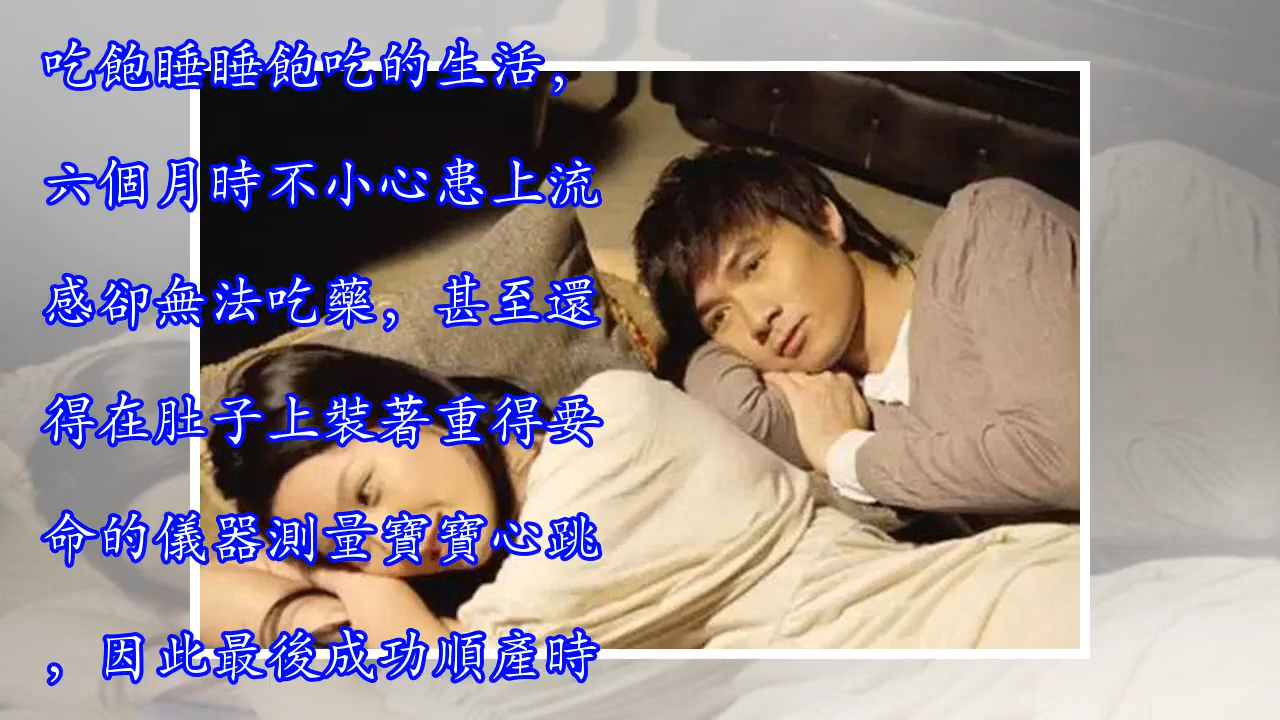 吃飽睡睡飽吃的生活，
六個月時不小心患上流
感卻無法吃藥，甚至還
得在肚子上裝著重得要
命的儀器測量寶寶心跳
，因此最後成功順產時